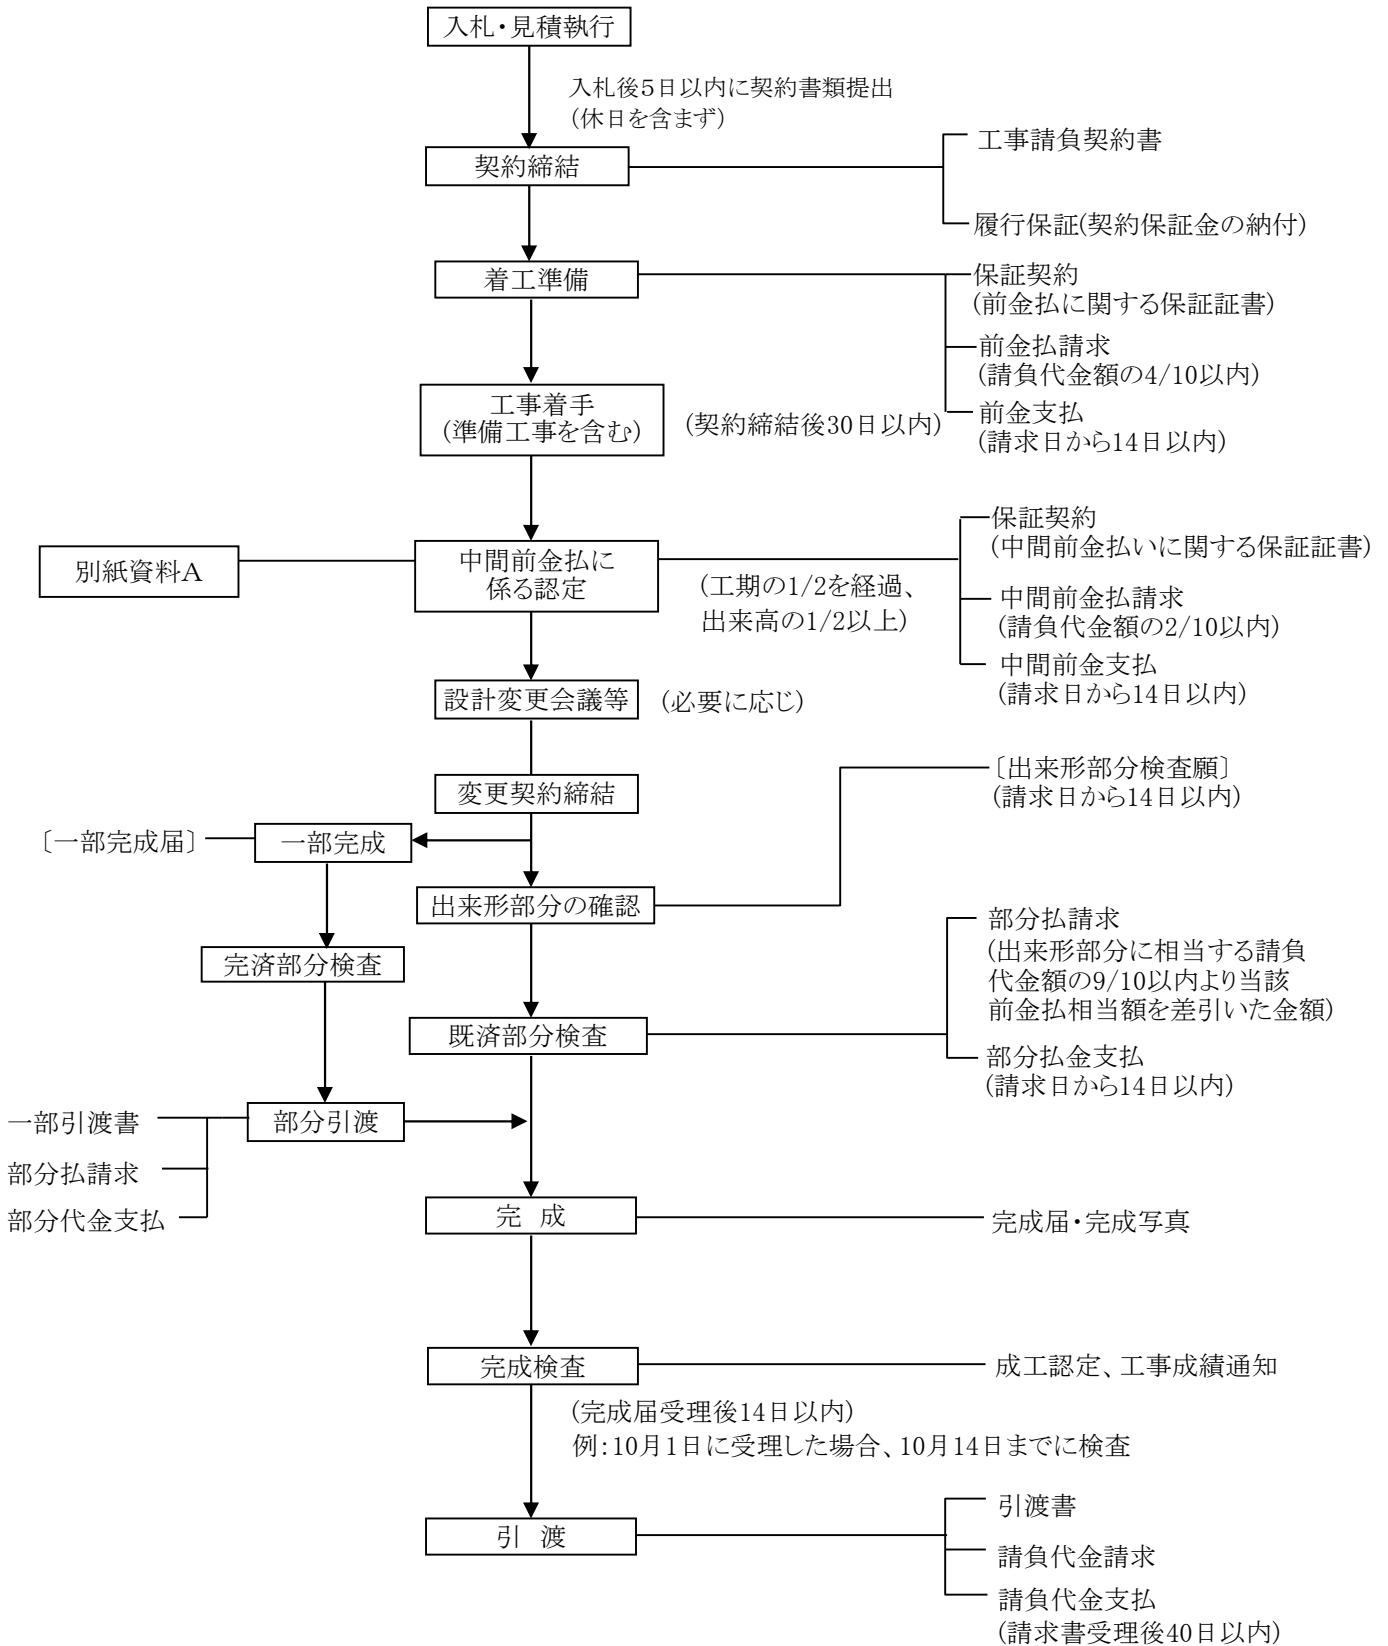 入札・見積執行
入札後５日以内に契約書類提出
(休日を含まず)
契約締結
工事請負契約書
履行保証(契約保証金の納付)
着工準備
保証契約
(前金払に関する保証証書)
前金払請求
(請負代金額の4/10以内)
前金支払
(請求日から14日以内)
工事着手
(準備工事を含む)
(契約締結後30日以内)
別紙資料A
中間前金払に
係る認定
(工期の1/2を経過、
出来高の1/2以上)
保証契約
(中間前金払いに関する保証証書)
中間前金払請求
(請負代金額の2/10以内)
中間前金支払
(請求日から14日以内)
設計変更会議等
(必要に応じ)
変更契約締結
〔出来形部分検査願〕
(請求日から14日以内)
〔一部完成届〕
一部完成
出来形部分の確認
完済部分検査
部分払請求
(出来形部分に相当する請負
代金額の9/10以内より当該
前金払相当額を差引いた金額)
既済部分検査
部分払金支払
(請求日から14日以内)
部分引渡
一部引渡書
部分払請求
部分代金支払
完 成
完成届・完成写真
完成検査
成工認定、工事成績通知
(完成届受理後14日以内)
例：10月1日に受理した場合、10月14日までに検査
引 渡
引渡書
請負代金請求
請負代金支払
(請求書受理後40日以内)